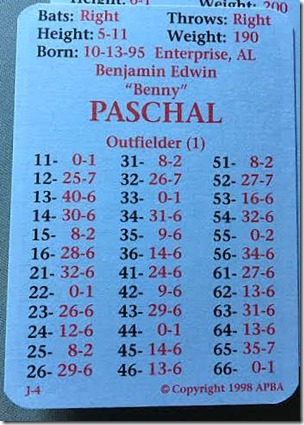 Height: 6-1 Weight: 200
Bats: Right Throws: Right
Height: 5-11 Weight: 190
Born: 10-13-95 Enterprise, AL
Benjamin Edwin
"Benny"
PASCHAL
Outfielder (1)
11- 0-1 31- 8-2 51- 8-2
12- 25-7 32- 26-7 52- 27-7
13- 40-6 33- 0-1 53- 16-6
14- 30-6 34- 31-6 54- 32-6
15- 8-2 35- 9-6 55- 0-2
16- 28-6 36- 14-6 56- 34-6
21- 32-6 41- 24-6 61- 27-6
22- 0-1 42- 9-6 62- 13-6
23- 26-6 43- 29-6 63- 31-6
24- 12-6 44- 0-1 64- 13-6
25- 8-2 45- 14-6 65- 35-7
26- 29-6 46- 13-6 66- 0-1
J-4 © Copyright 1998 APBA